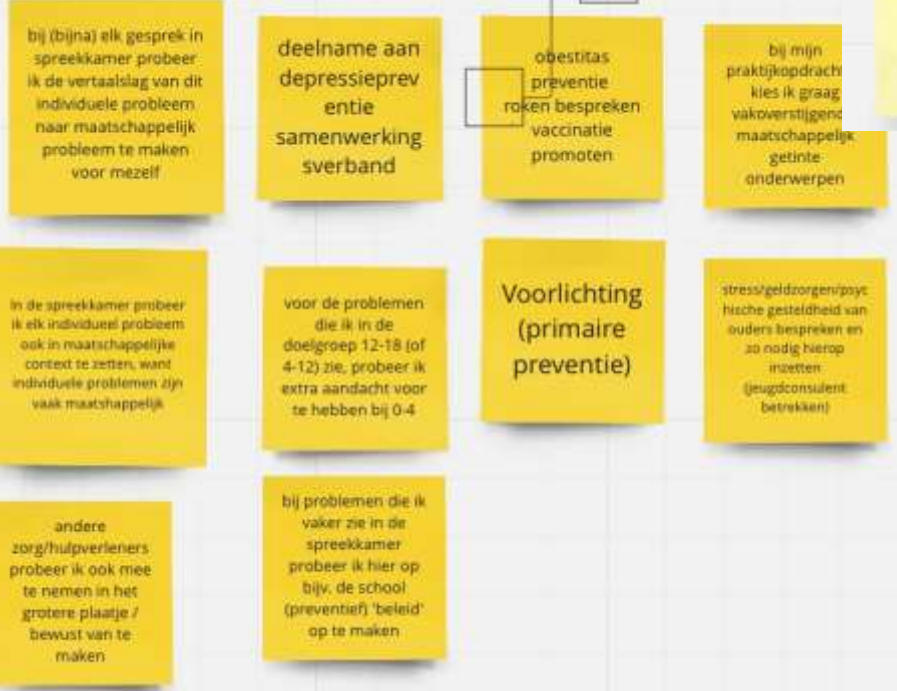 bij (bijna) elk gesprek in
spreekkamer probeer
ik de vertaalslag van dit
individuele probleem
naar maatschappelijk
probleem te maken
voor mezelf
deelname aan
depressieprev
entie
samenwerking
sverband
obestitas
preventie
roken bespreken
vaccinatie
promoten
bij mijn
praktijkopdracht
kies ik graag
vakoverstijgend
maatschappelijk
getinte
onderwerpen
In de spreekkamer probeer
ik elk individueel probleem
ook in maatschappelijke
context te zetten, want
individuele problemen zijn
vaak maatshappelijk
voor de problemen
die ik in de
doelgroep 12-18 (of
4-12) zie, probeer ik
extra aandacht voor
te hebben bij 0-4
Voorlichting
(primaire
preventie)
stress/geldzorgen/psyc
hische gesteldheid van
ouders bespreken en
zo nodig hierop
inzetten
(jeugdconsulent
betrekken)
andere
zorg/hulpverleners
probeer ik ook mee
te nemen in het
grotere plaatje /
bewust van te
maken
bij problemen die ik
vaker zie in de
spreekkamer
probeer ik hier op
bijv. de school
(preventief) 'beleid'
op te maken